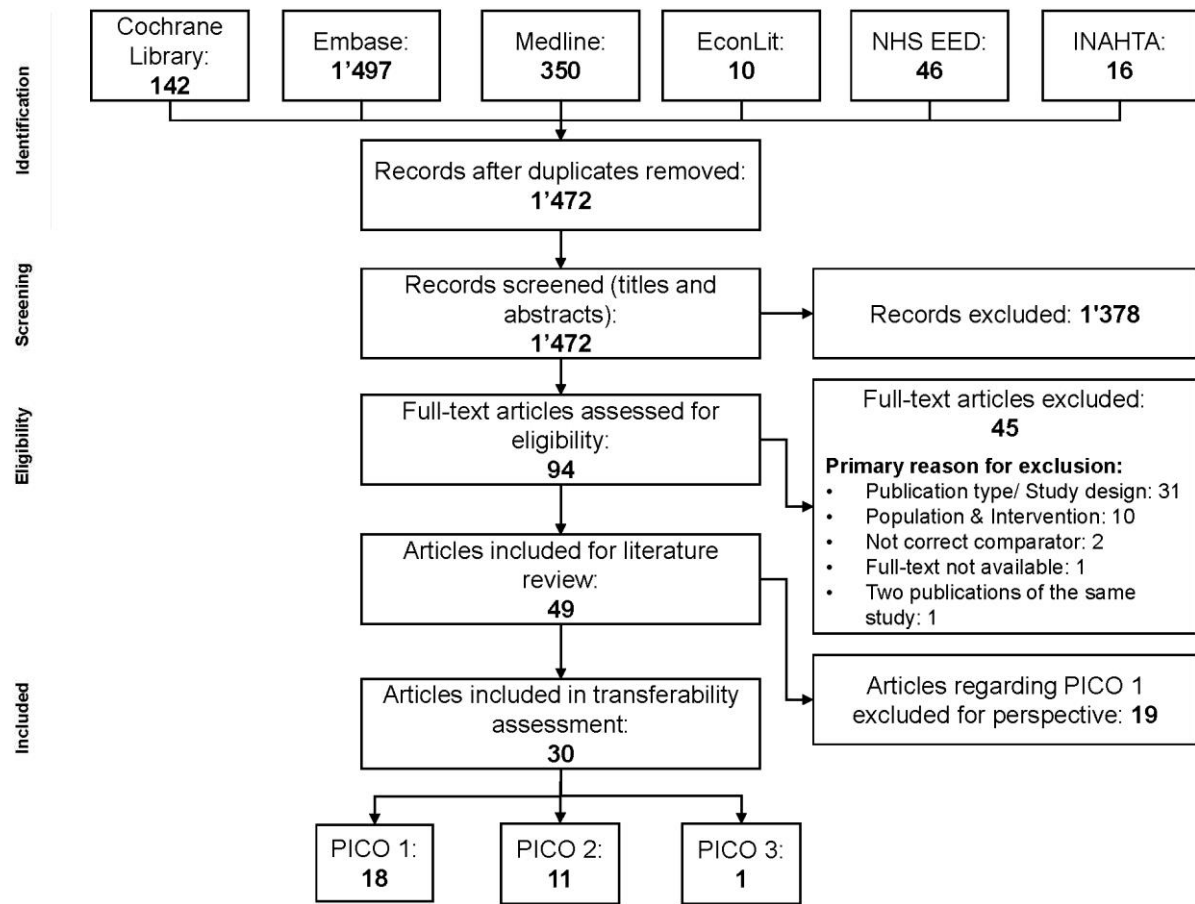 Identification
Cochrane
Library:
142
Embase:
1'497
Medline:
350
EconLit:
10
NHS EED:
46
INAHTA:
16
Records after duplicates removed:
1’472
Screening
Records screened (titles and
abstracts):
1’472
Records excluded: 1'378
Eligibility
Full-text articles assessed for
eligibility:
94
Full-text articles excluded:
45
Primary reason for exclusion:
• Publication type/ Study design: 31
• Population & Intervention: 10
• Not correct comparator: 2
• Full-text not available: 1
• Two publications of the same
study: 1
Articles included for literature
review:
49
Included
Articles regarding PICO 1
excluded for perspective: 19
Articles included in transferability
assessment:
30
PICO 1:
18
PICO 2:
11
PICO 3:
1